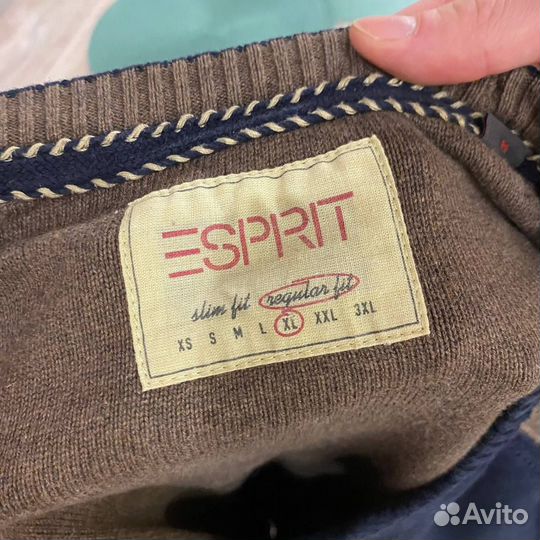 ESPRIT
slim fit regular fit
XS S M L XL XXL 3XL
Avito